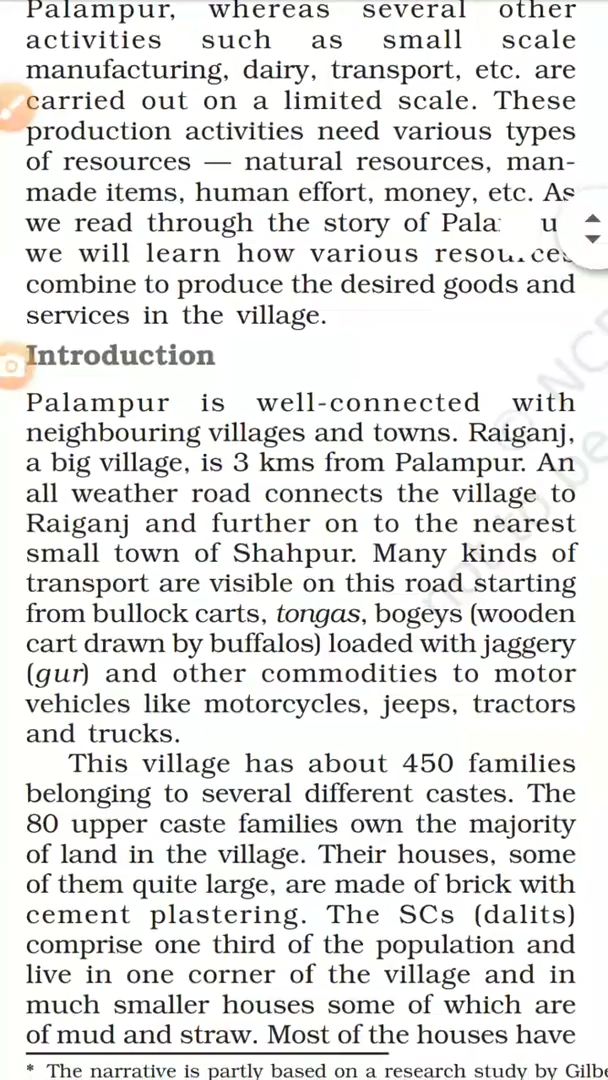 Palampur, whereas several other
activities such as small scale
manufacturing, dairy, transport, etc. are
carried out on a limited scale. These
production activities need various types
of resources — natural resources, man-
made items, human effort, money, etc. As
we read through the story of
we will learn how various resources
combine to produce the desired goods and
services in the village.
Introduction
Palampur is well-connected with
neighbouring villages and towns. Raiganj,
a big village, is 3 kms from Palampur. An
all weather road connects the village to
Raiganj and further on to the nearest
small town of Shahpur. Many kinds of
transport are visible on this road starting
from bullock carts, tongas, bogeys (wooden
cart drawn by buffalos) loaded with jaggery
(gur) and other commodities to motor
vehicles like motorcycles, jeeps, tractors
and trucks.
This village has about 450 families
belonging to several different castes. The
80 upper caste families own the majority
of land in the village. Their houses, some
of them quite large, are made of brick with
cement plastering. The SCs (dalits)
comprise one third of the population and
live in one corner of the village and in
much smaller houses some of which are
of mud and straw. Most of the houses have
* The narrative is partly based on a research study by